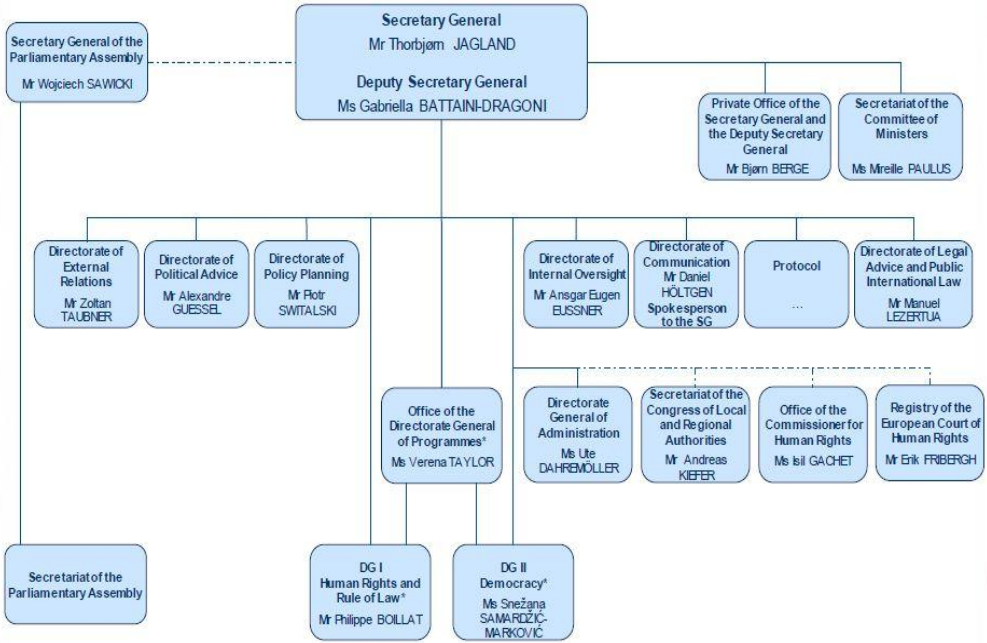 Secretary General
Mr Thorbjørn JAGLAND
Deputy Secretary General
Ms Gabriella BATTAINI-DRAGONI
Secretary General of the
Parliamentary Assembly
Mr Wojciech SAWICKI
Private Office of the
Secretary General and
the Deputy Secretary
General
Mr Bjørn BERGE
Secretariat of the
Committee of
Ministers
Ms Mireille PAULUS
Directorate of
External
Relations
Mr Zoltan
TAUBNER
Directorate of
Political Advice
Mr Alexandre
GUESSEL
Directorate of
Policy Planning
Mr Piotr
SWITALSKI
Directorate of
Internal Oversight
Mr Ansgar Eugen
EUSSNER
Directorate of
Communication
Mr Daniel
HÖLTGEN
Spokesperson
to the SG
Protocol
...
Directorate of Legal
Advice and Public
International Law
Mr Manuel
LEZERTUA
Office of the
Directorate General
of Programmes*
Ms Verena TAYLOR
Directorate
General of
Administration
Ms Ute
DAHREMÖLLER
Secretariat of the
Congress of Local
and Regional
Authorities
Mr Andreas
KIEFER
Office of the
Commissioner for
Human Rights
Ms Isil GACHET
Registry of the
European Court of
Human Rights
Mr Erik FRIBERGH
Secretariat of the
Parliamentary Assembly
DG I
Human Rights and
Rule of Law*
Mr Philippe BOILLAT
DG II
Democracy*
Ms Snežana
SAMARDŽIĆ-
MARKOVIĆ